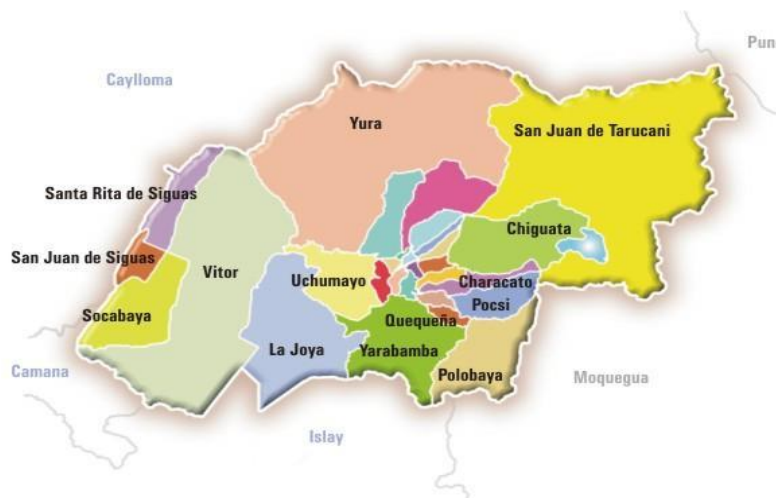 Pun
Caylloma
Yura
San Juan de Tarucani
Santa Rita de Siguas
Chiguata
San Juan de Siguas
Vitor
Uchumayo
Characato
Pocsi
Socabaya
Quequeña
La Joya
Yarabamba
Polobaya
Camana
Moquegua
Islay